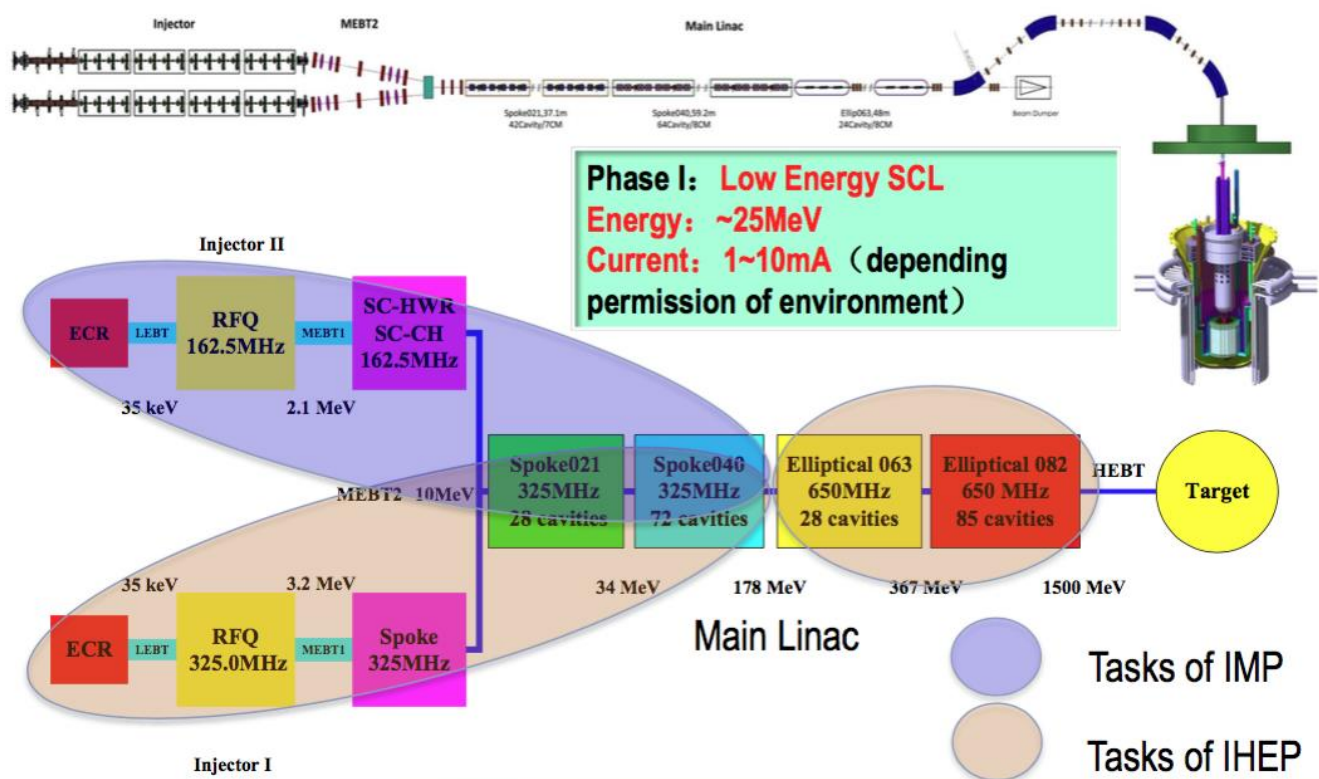 Injector
MEBT2
Main Linac
Spoke021,37.1m
42Cavity/7CM
Spoke040,59.2m
64Cavity/8CM
Ellip063,48m
24Cavity/8CM
Beam Dumper
Phase I： Low Energy SCL
Energy：~25MeV
Current：1~10mA（depending
permission of environment）
Injector II
ECR
LEBT
RFQ
162.5MHz
MEBT1
SC-HWR
SC-CH
162.5MHz
35 keV
2.1 MeV
MEBT2
10MeV
Spoke021
325MHz
28 cavities
Spoke040
325MHz
72 cavities
Elliptical 063
650MHz
28 cavities
Elliptical 082
650 MHz
85 cavities
HEBT
Target
35 keV
3.2 MeV
34 MeV
178 MeV
367 MeV
1500 MeV
ECR
LEBT
RFQ
325.0MHz
MEBT1
Spoke
325MHz
Main Linac
Tasks of IMP
Tasks of IHEP
Injector I